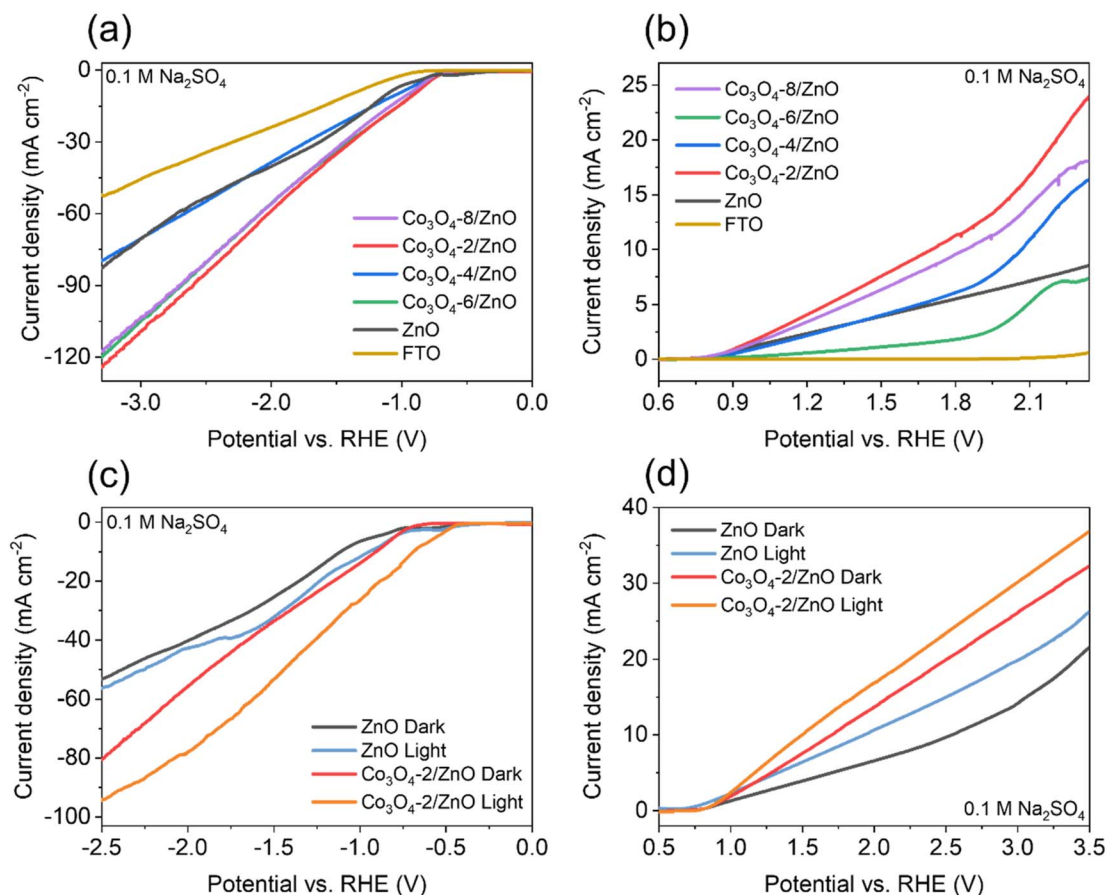 (a)
0.1 M Na₂SO₄
Current density (mA cm⁻²)
0
-30
-60
-90
-120
Co₃O₄-8/ZnO
Co₃O₄-2/ZnO
Co₃O₄-4/ZnO
Co₃O₄-6/ZnO
ZnO
FTO
-3.0
-2.0
-1.0
0.0
Potential vs. RHE (V)
(b)
0.1 M Na₂SO₄
Current density (mA cm⁻²)
25
20
15
10
5
0
Co₃O₄-8/ZnO
Co₃O₄-6/ZnO
Co₃O₄-4/ZnO
Co₃O₄-2/ZnO
ZnO
FTO
0.6
0.9
1.2
1.5
1.8
2.1
Potential vs. RHE (V)
(c)
0.1 M Na₂SO₄
Current density (mA cm⁻²)
0
-20
-40
-60
-80
-100
ZnO Dark
ZnO Light
Co₃O₄-2/ZnO Dark
Co₃O₄-2/ZnO Light
-2.5
-2.0
-1.5
-1.0
-0.5
0.0
Potential vs. RHE (V)
(d)
Current density (mA cm⁻²)
40
30
20
10
0
ZnO Dark
ZnO Light
Co₃O₄-2/ZnO Dark
Co₃O₄-2/ZnO Light
0.1 M Na₂SO₄
0.5
1.0
1.5
2.0
2.5
3.0
3.5
Potential vs. RHE (V)